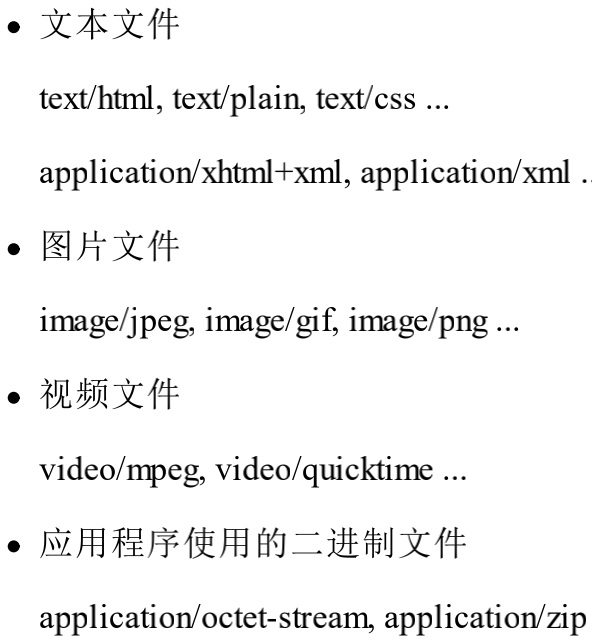 • 文本文件
text/html, text/plain, text/css ...
application/xhtml+xml, application/xml ..
• 图片文件
image/jpeg, image/gif, image/png ...
• 视频文件
video/mpeg, video/quicktime ...
• 应用程序使用的二进制文件
application/octet-stream, application/zip